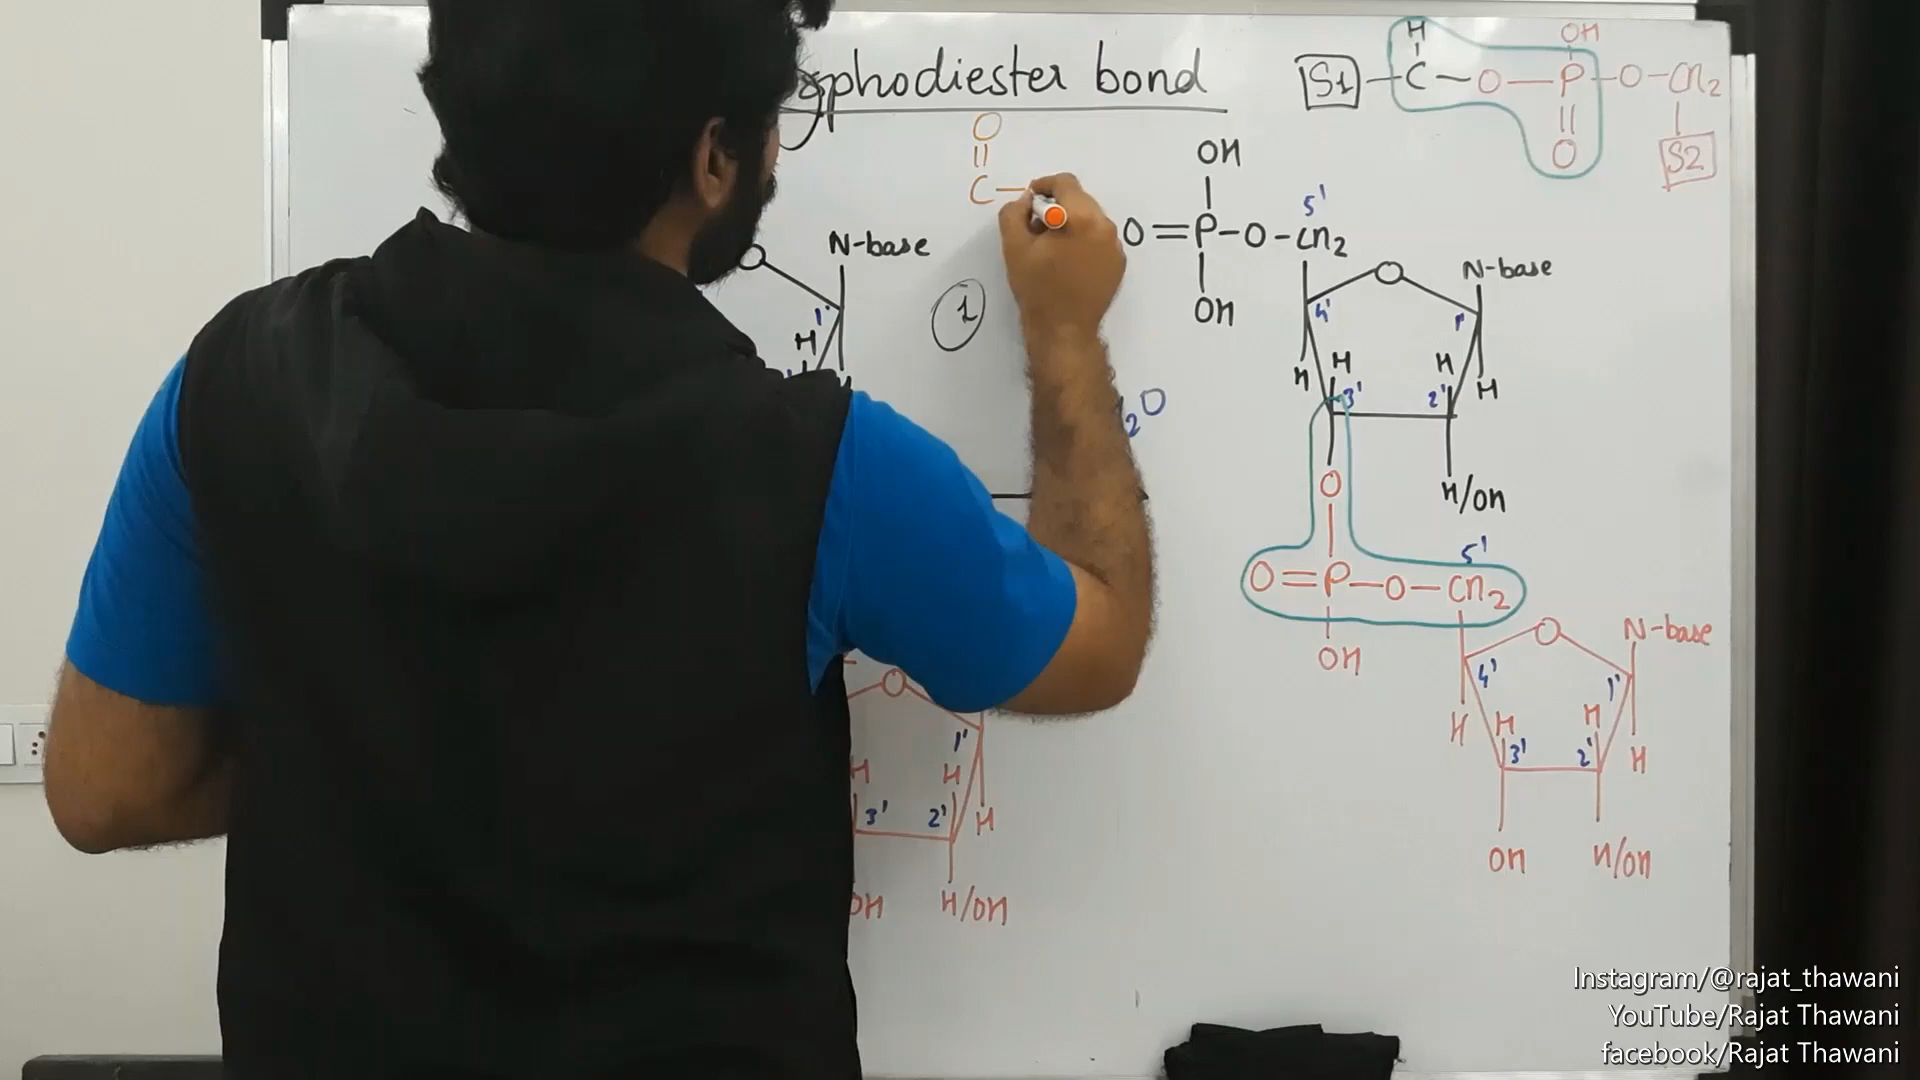 phodiester bond
H
OH
S1 - C - O - P - O - CH2
O
S2
O
C -
OH
5'
O = P - O - CH2
OH
N-base
O
1'
H
1
O
N-base
4'
1'
H
H
H
H
3'
2'
2O
O
H/OH
5'
O = P - O - CH2
OH
O
N-base
4'
1'
H
H
H
H
3'
2'
OH
H/OH
O
1'
H
H
H
3'
2'
OH
H/OH
Instagram/@rajat_thawani
YouTube/Rajat Thawani
facebook/Rajat Thawani